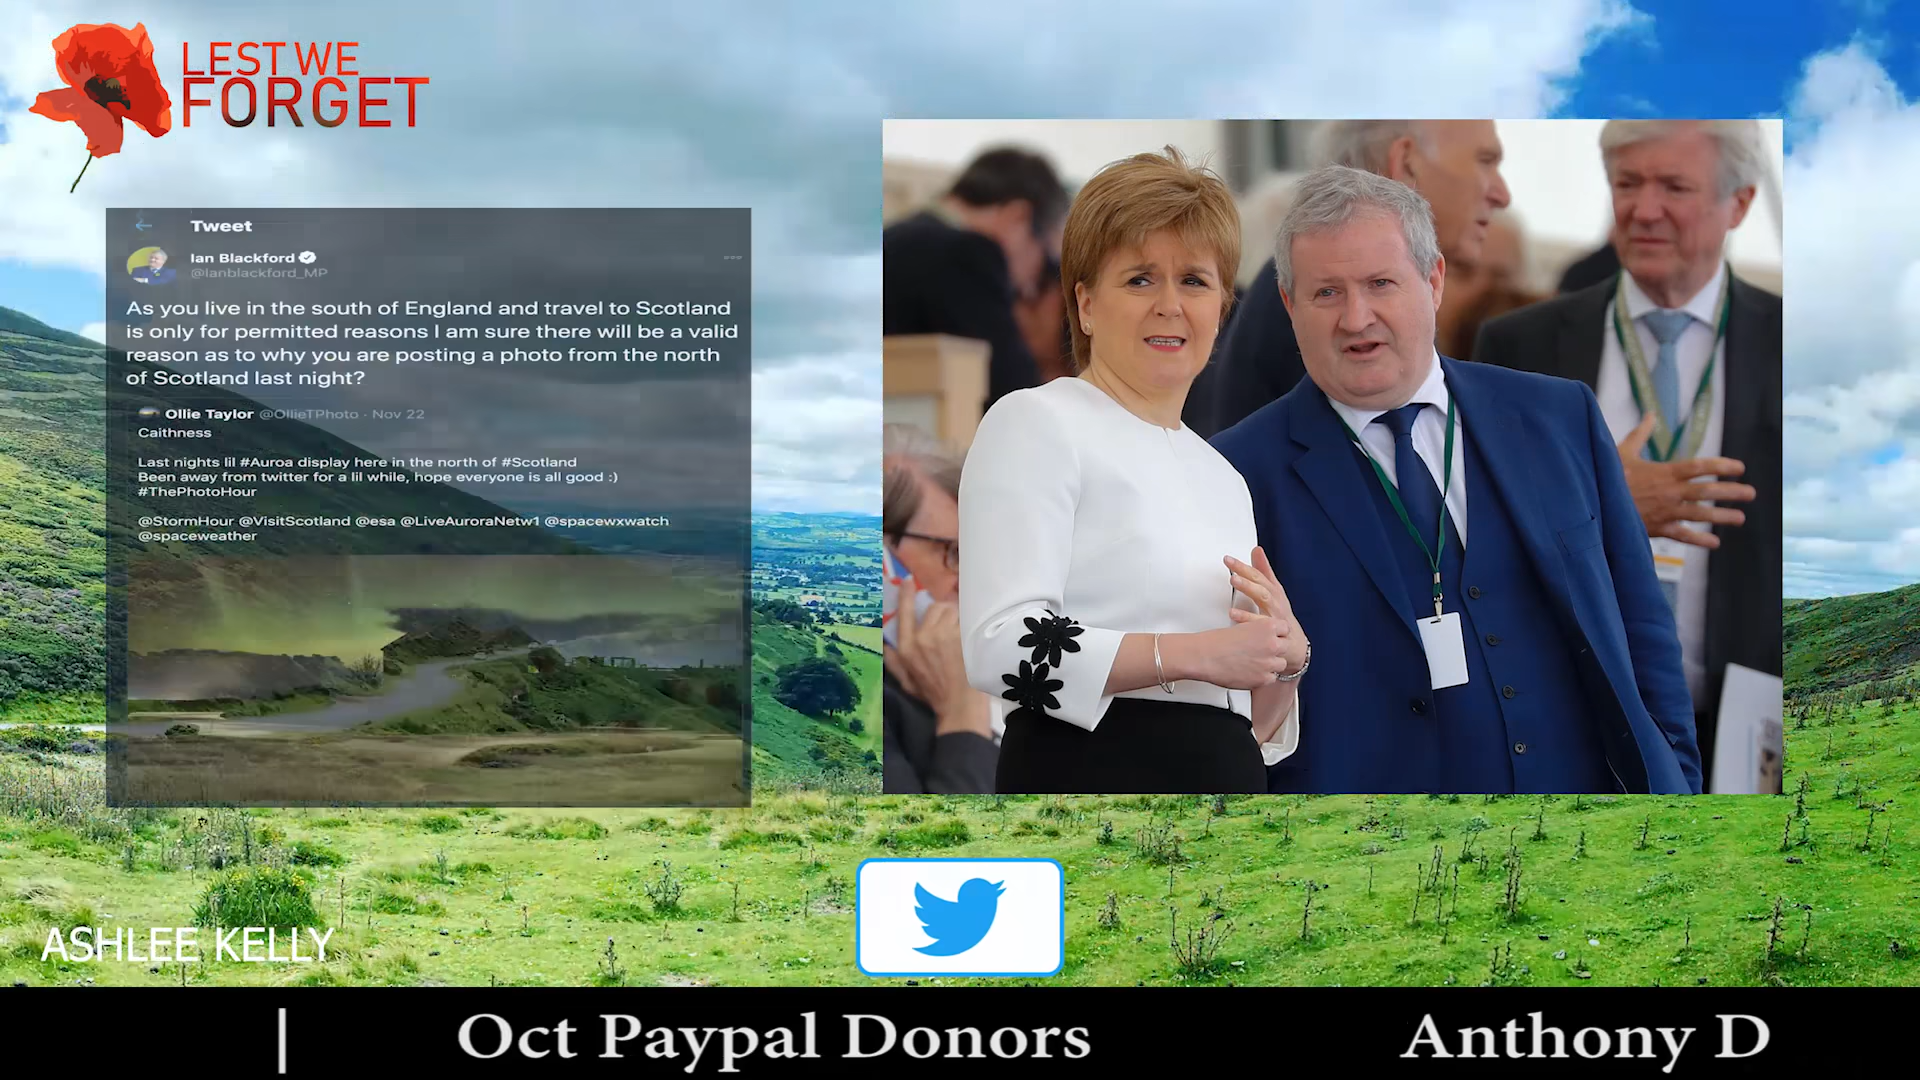 LEST WE
FORGET
Tweet
Ian Blackford
@Ianblackford_MP
As you live in the south of England and travel to Scotland
is only for permitted reasons I am sure there will be a valid
reason as to why you are posting a photo from the north
of Scotland last night?
Ollie Taylor @OllieTPhoto · Nov 22
Caithness
Last nights lil #Auroa display here in the north of #Scotland
Been away from twitter for a lil while, hope everyone is all good :)
#ThePhotoHour
@StormHour @VisitScotland @esa @LiveAuroraNetw1 @spacewxwatch
@spaceweather
ASHLEE KELLY
| Oct Paypal Donors Anthony D